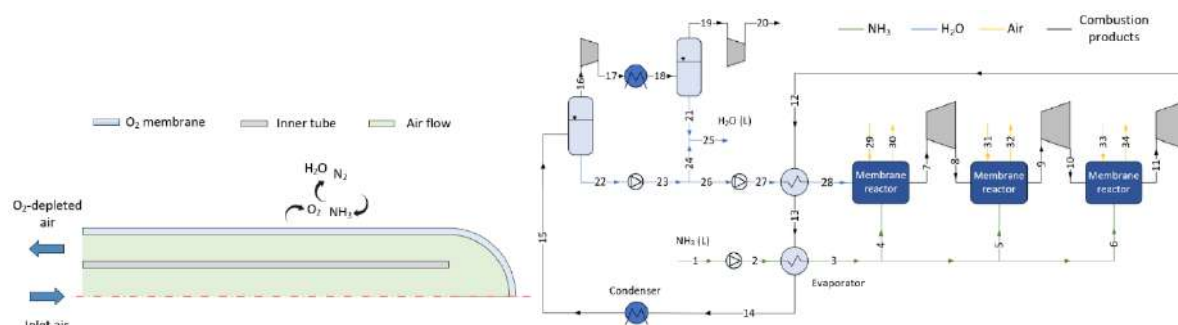 O₂ membrane
Inner tube
Air flow
H₂O
N₂
O₂
NH₃
O₂-depleted
air
Inlet air
NH₃
H₂O
Air
Combustion
products
19
20
16
17
18
21
H₂O (L)
25
24
22
23
26
27
28
12
13
15
29
30
31
32
33
34
7
8
9
10
11
Membrane
reactor
Membrane
reactor
Membrane
reactor
NH₃ (L)
1
2
3
4
5
6
Evaporator
Condenser
14